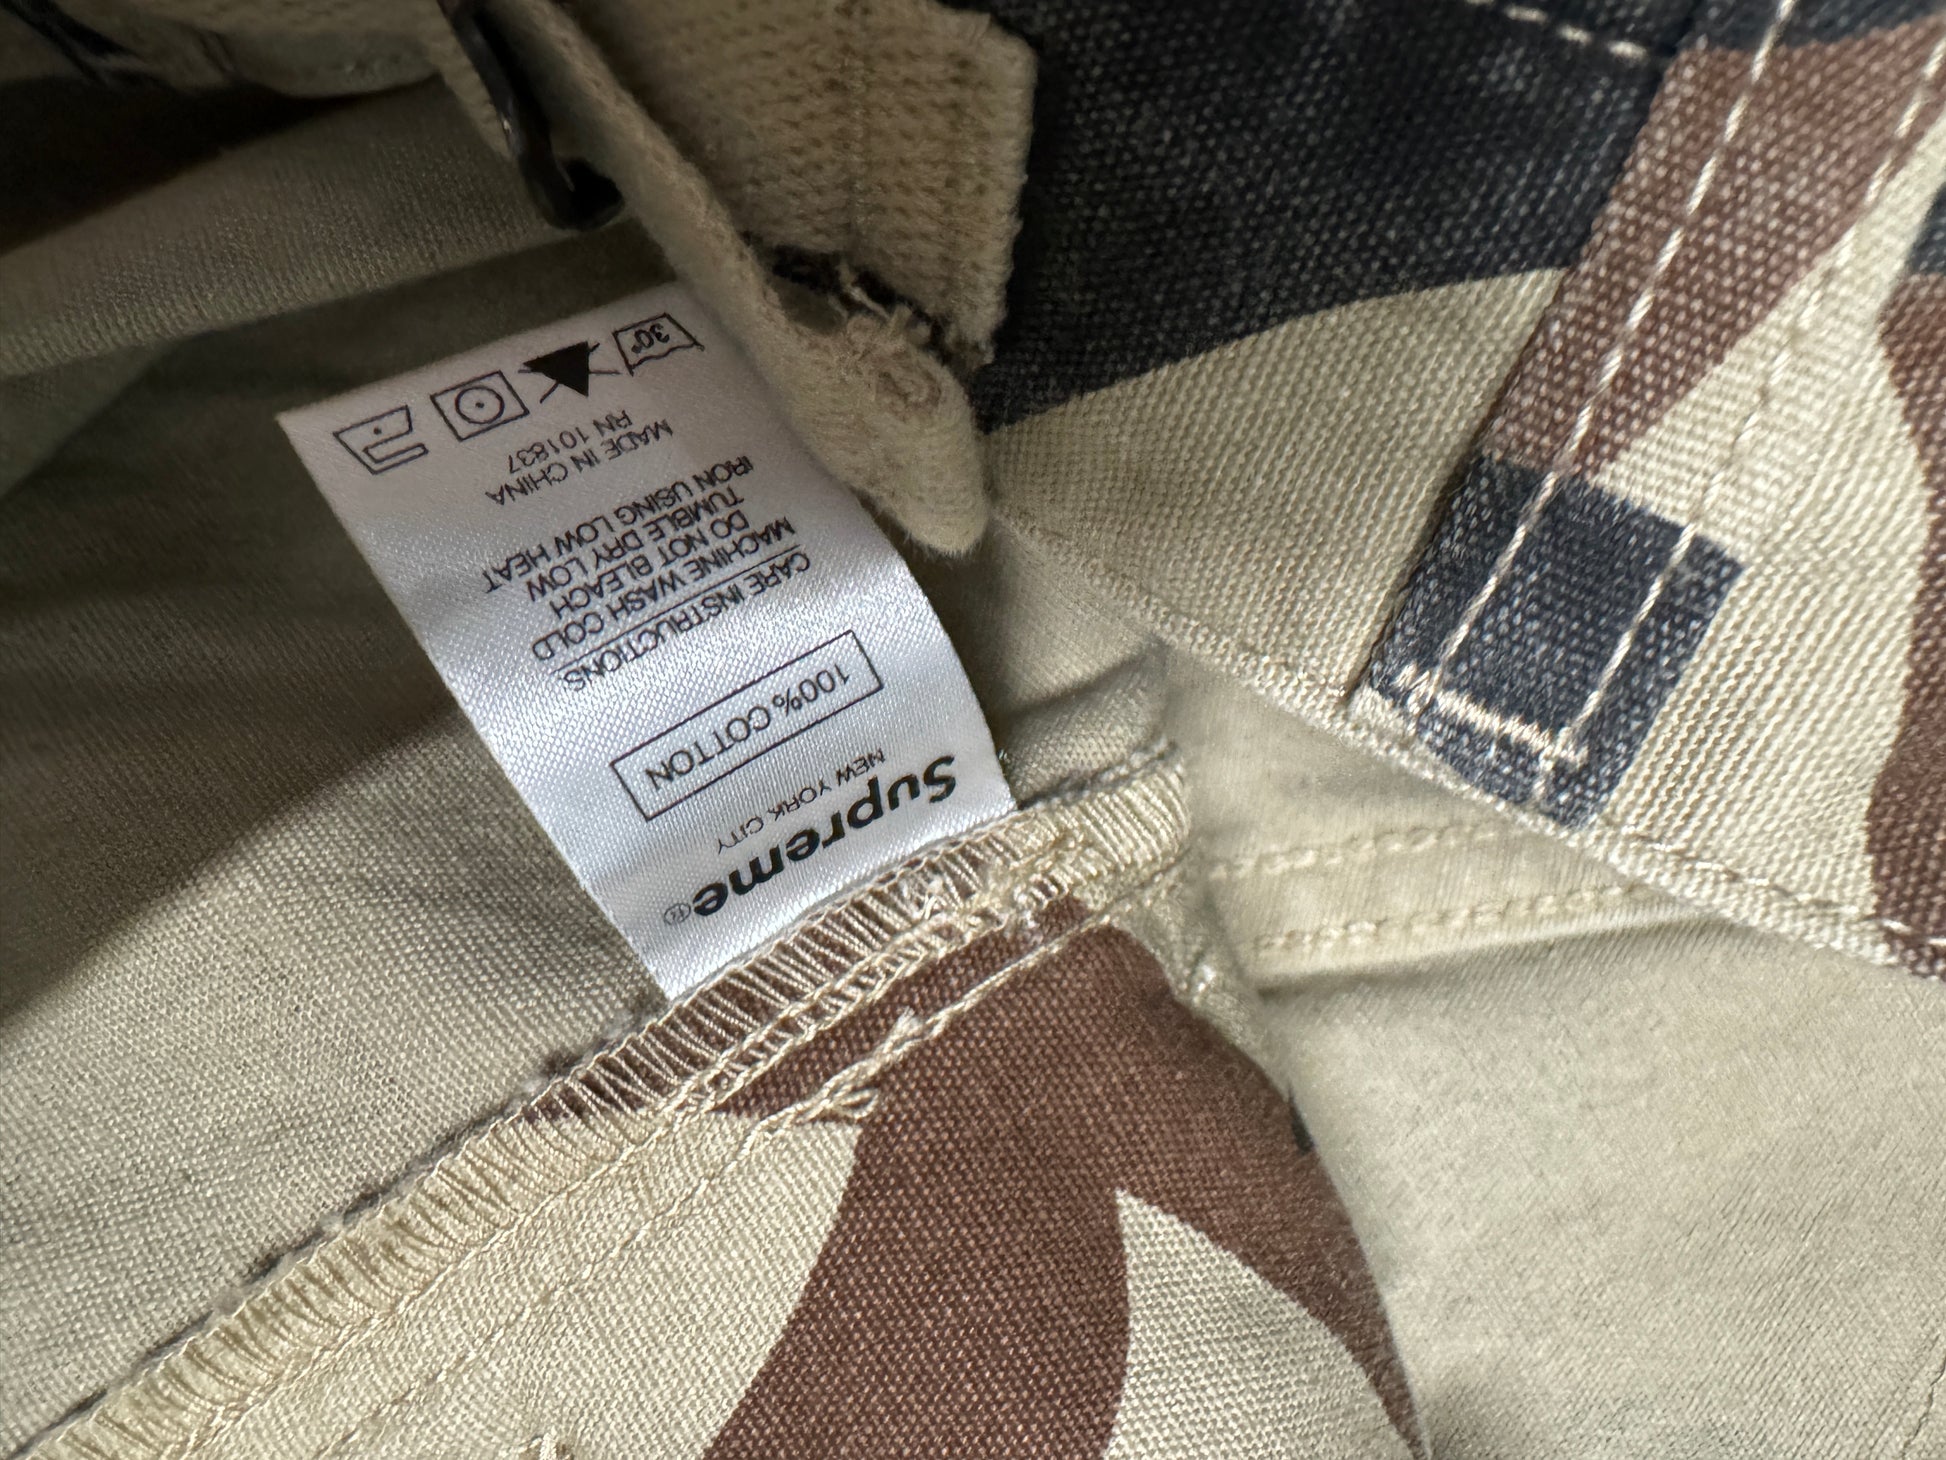 Supreme®
NEW YORK CITY
100% COTTON
CARE INSTRUCTIONS
MACHINE WASH COLD
DO NOT BLEACH
TUMBLE DRY LOW
IRON USING LOW HEAT
MADE IN CHINA
RN 101837
30°